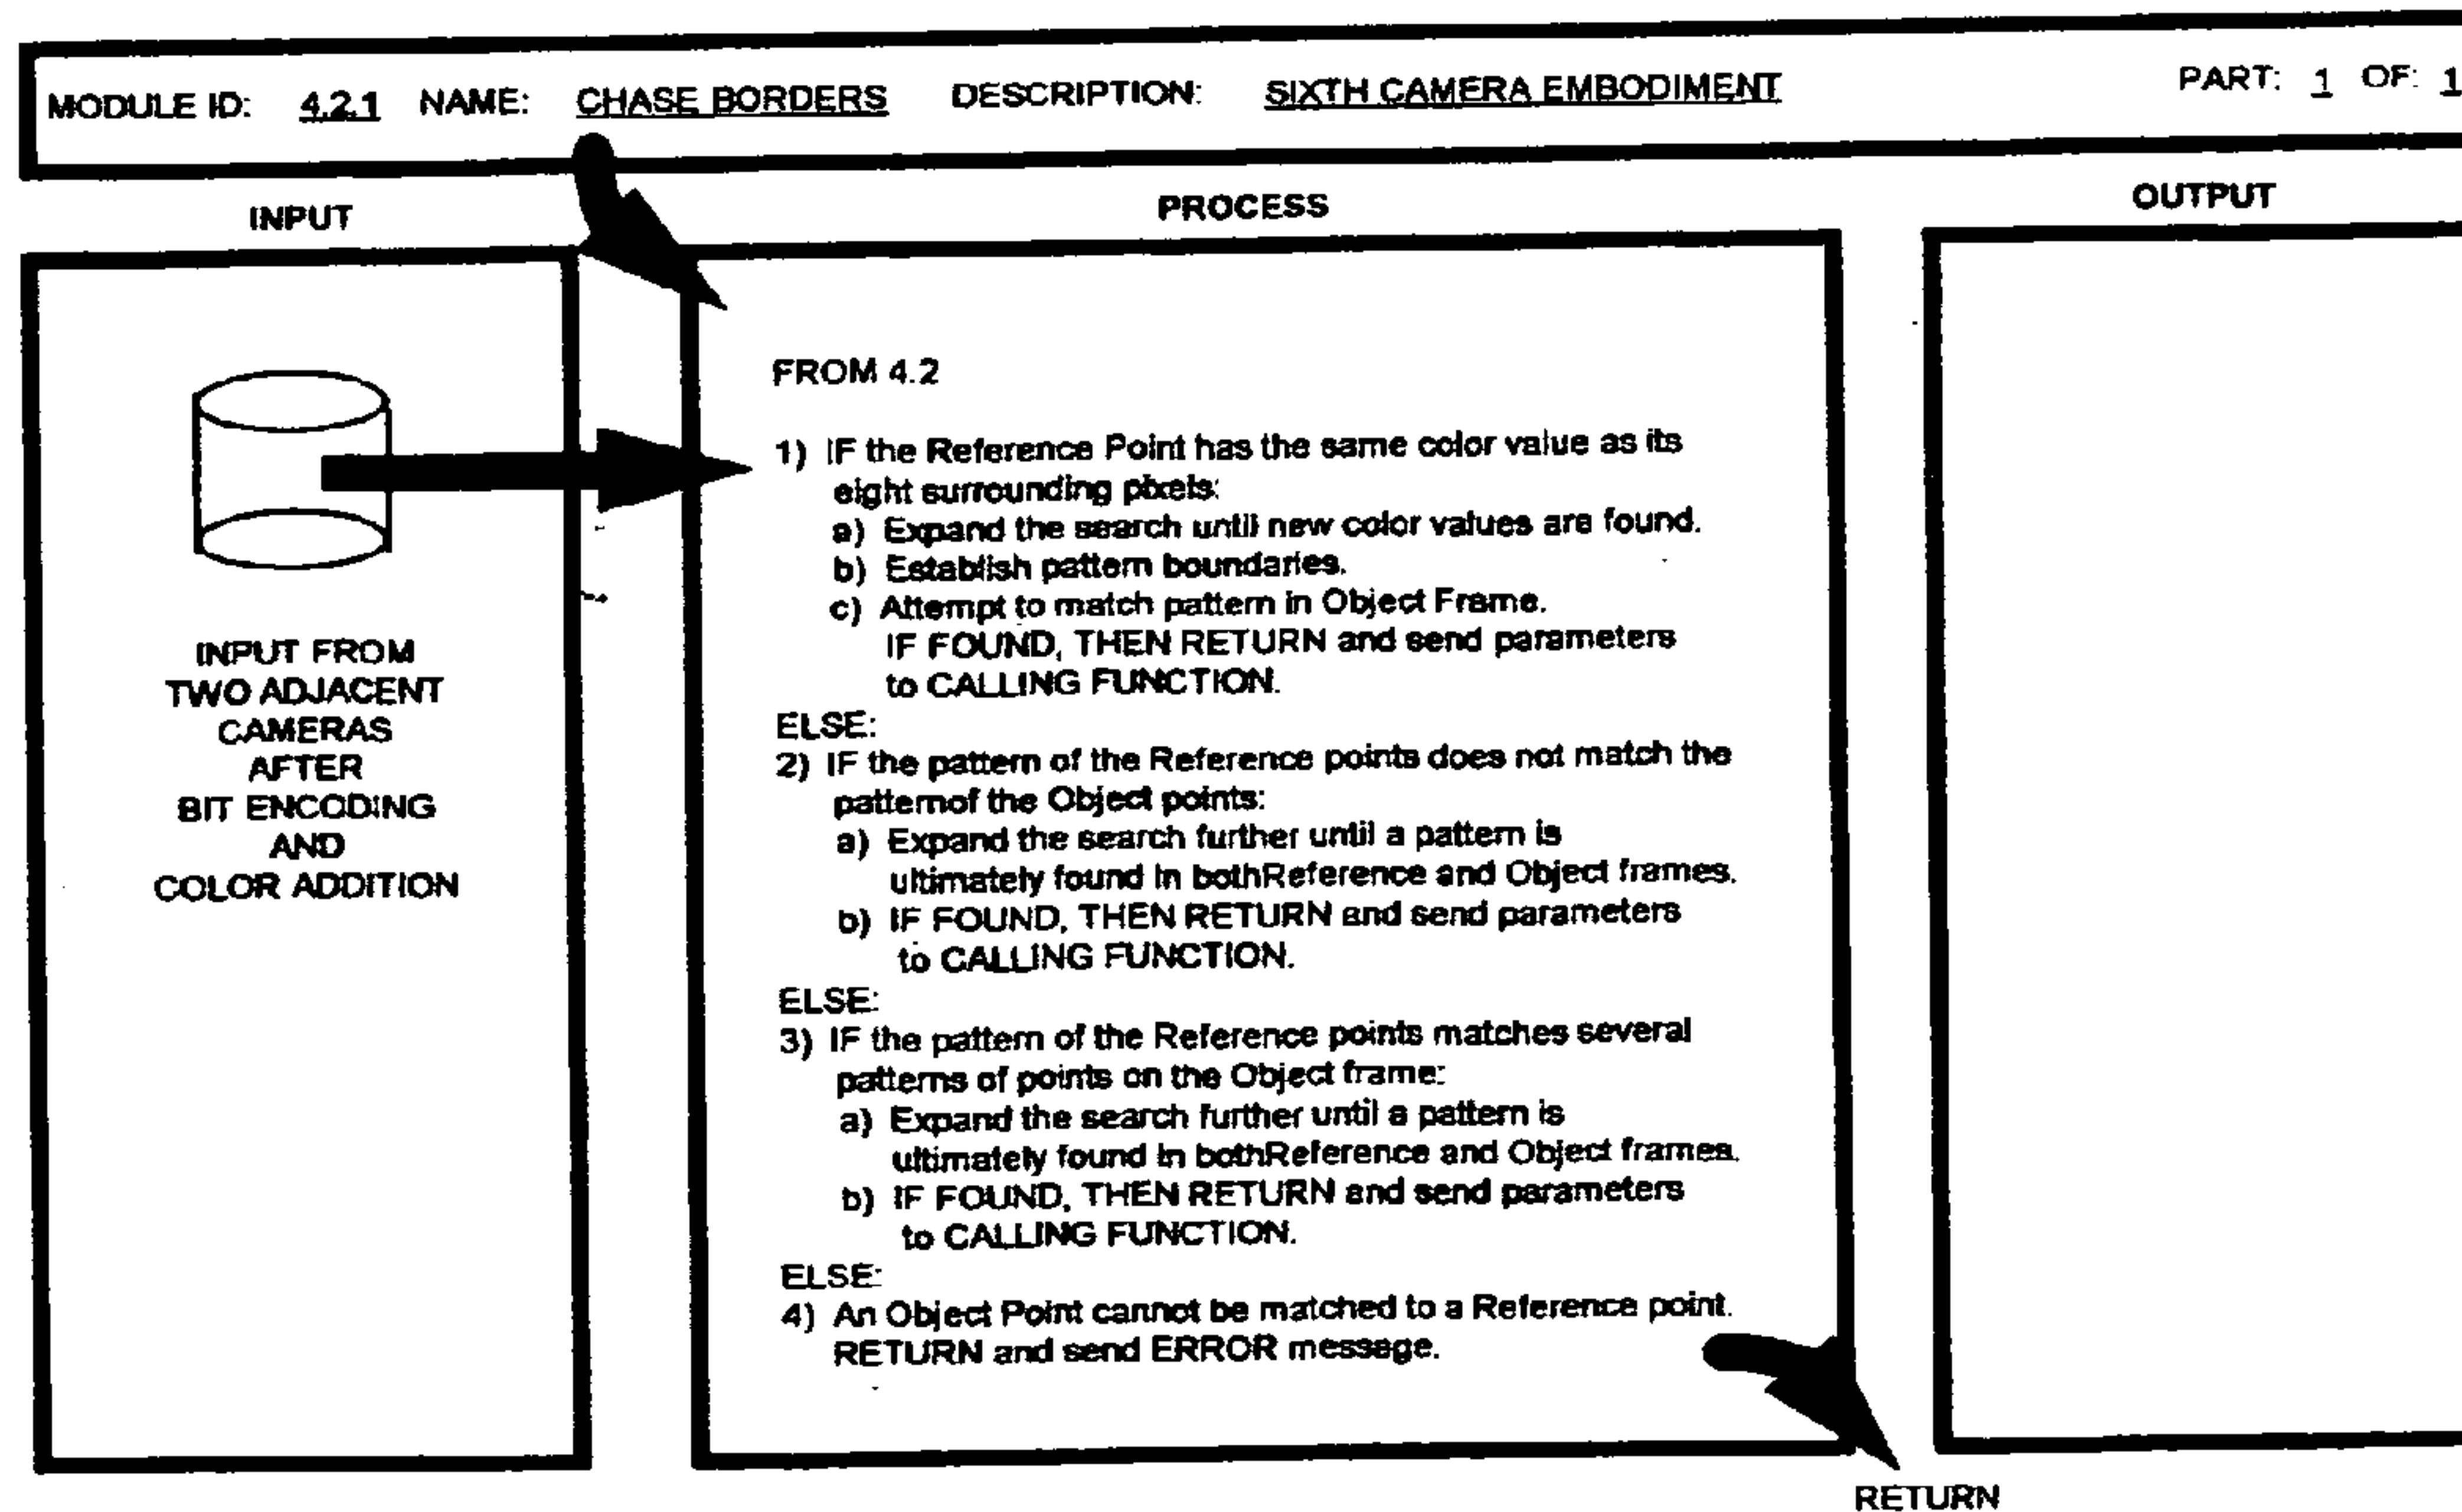 MODULE ID: 4.2.1 NAME: CHASE BORDERS DESCRIPTION: SIXTH CAMERA EMBODIMENT PART: 1 OF: 1
INPUT
PROCESS
OUTPUT
INPUT FROM
TWO ADJACENT
CAMERAS
AFTER
BIT ENCODING
AND
COLOR ADDITION
FROM 4.2
1) IF the Reference Point has the same color value as its
eight surrounding pixels:
a) Expand the search until new color values are found.
b) Establish pattern boundaries.
c) Attempt to match pattern in Object Frame.
IF FOUND, THEN RETURN and send parameters
to CALLING FUNCTION.
ELSE:
2) IF the pattern of the Reference points does not match the
patternof the Object points:
a) Expand the search further until a pattern is
ultimately found in bothReference and Object frames.
b) IF FOUND, THEN RETURN and send parameters
to CALLING FUNCTION.
ELSE:
3) IF the pattern of the Reference points matches several
patterns of points on the Object frame:
a) Expand the search further until a pattern is
ultimately found in bothReference and Object frames.
b) IF FOUND, THEN RETURN and send parameters
to CALLING FUNCTION.
ELSE:
4) An Object Point cannot be matched to a Reference point.
RETURN and send ERROR message.
RETURN